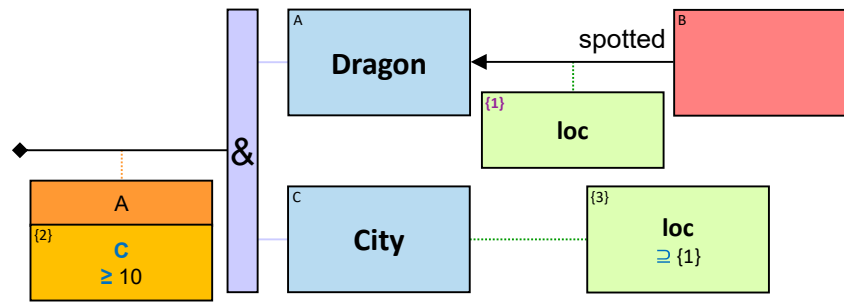 A
Dragon
spotted
B
{1}
loc
&
A
{2}
C
≥ 10
C
City
{3}
loc
⊇ {1}